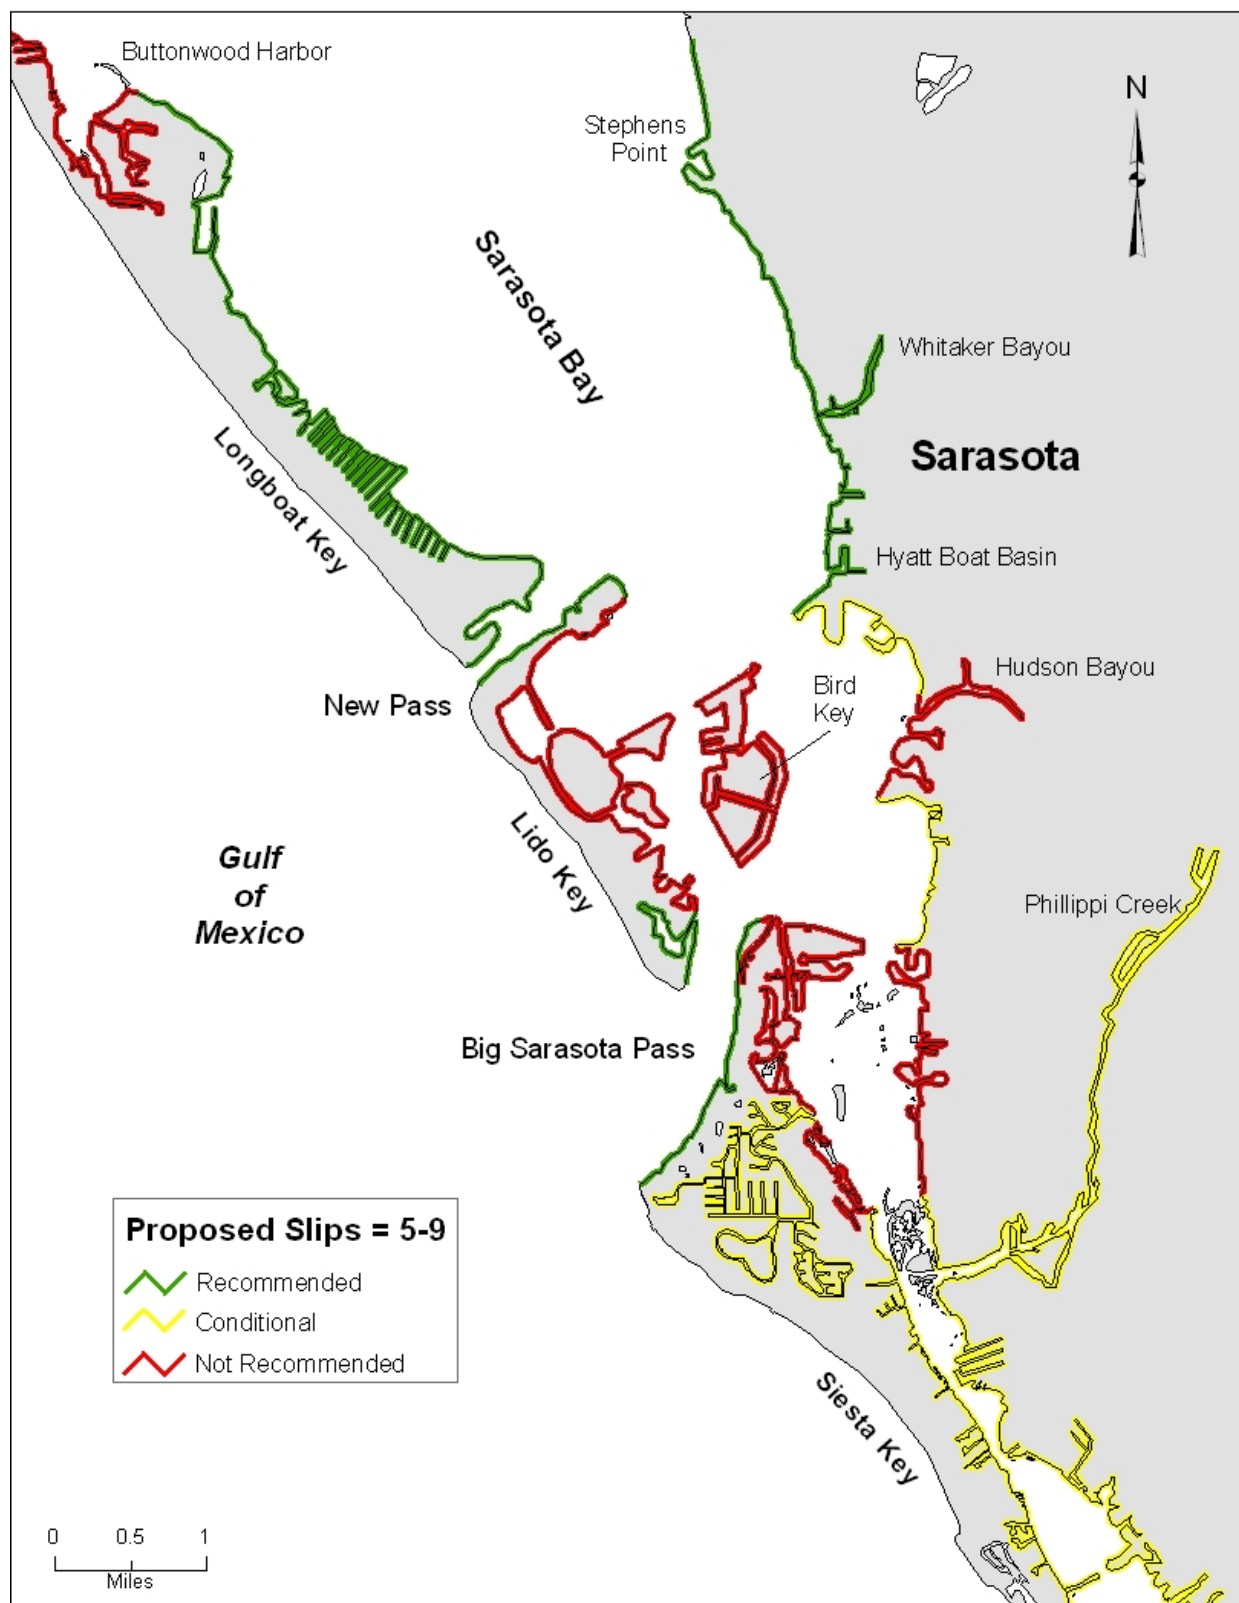 Buttonwood Harbor
N
Stephens
Point
Sarasota Bay
Whitaker Bayou
Sarasota
Longboat Key
Hyatt Boat Basin
Hudson Bayou
Bird
Key
New Pass
Lido Key
Gulf
of
Mexico
Phillippi Creek
Big Sarasota Pass
Proposed Slips = 5-9
Recommended
Conditional
Not Recommended
Siesta Key
0 0.5 1
Miles